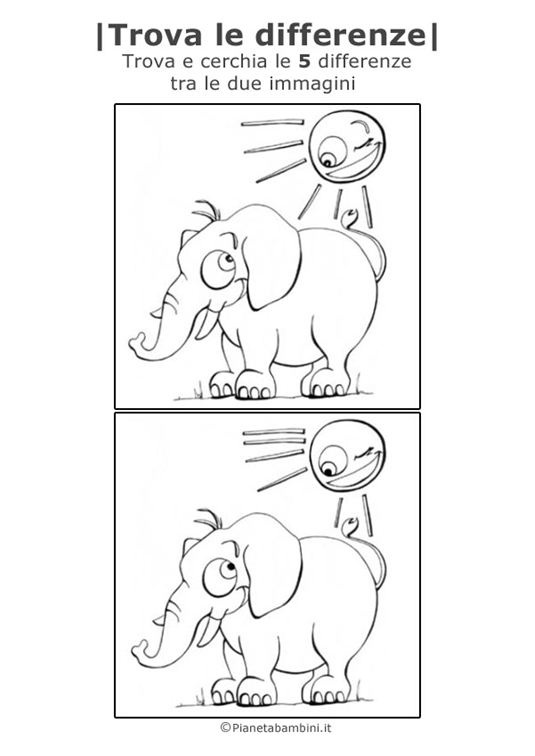 |Trova le differenze|
Trova e cerchia le 5 differenze
tra le due immagini
©Pianetabambini.it